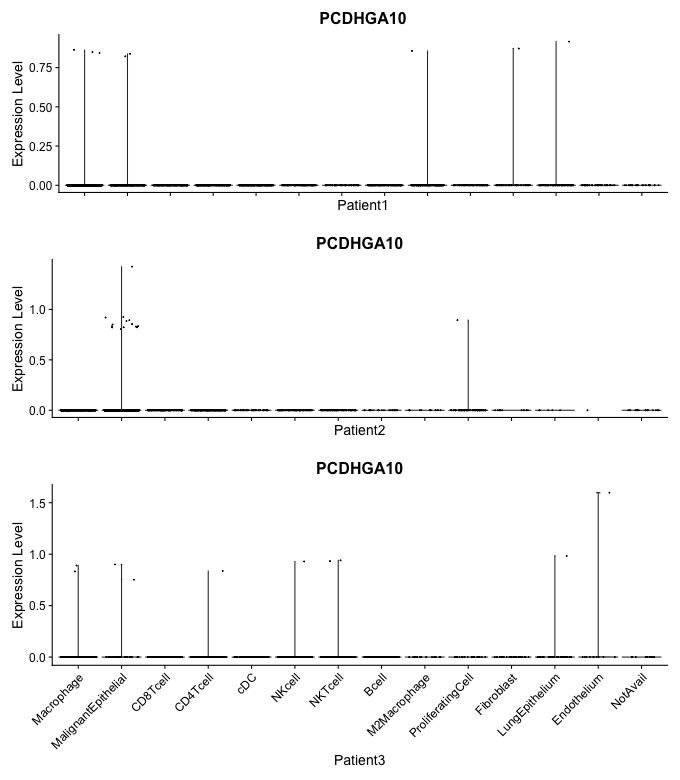 PCDHGA10
Expression Level
0.75
0.50
0.25
0.00
Patient1
PCDHGA10
Expression Level
1.0
0.5
0.0
Patient2
PCDHGA10
Expression Level
1.5
1.0
0.5
0.0
Macrophage
MalignantEpithelial
CD8Tcell
CD4Tcell
cDC
NKcell
NKTcell
Bcell
M2Macrophage
ProliferatingCell
Fibroblast
LungEpithelium
Endothelium
NotAvail
Patient3